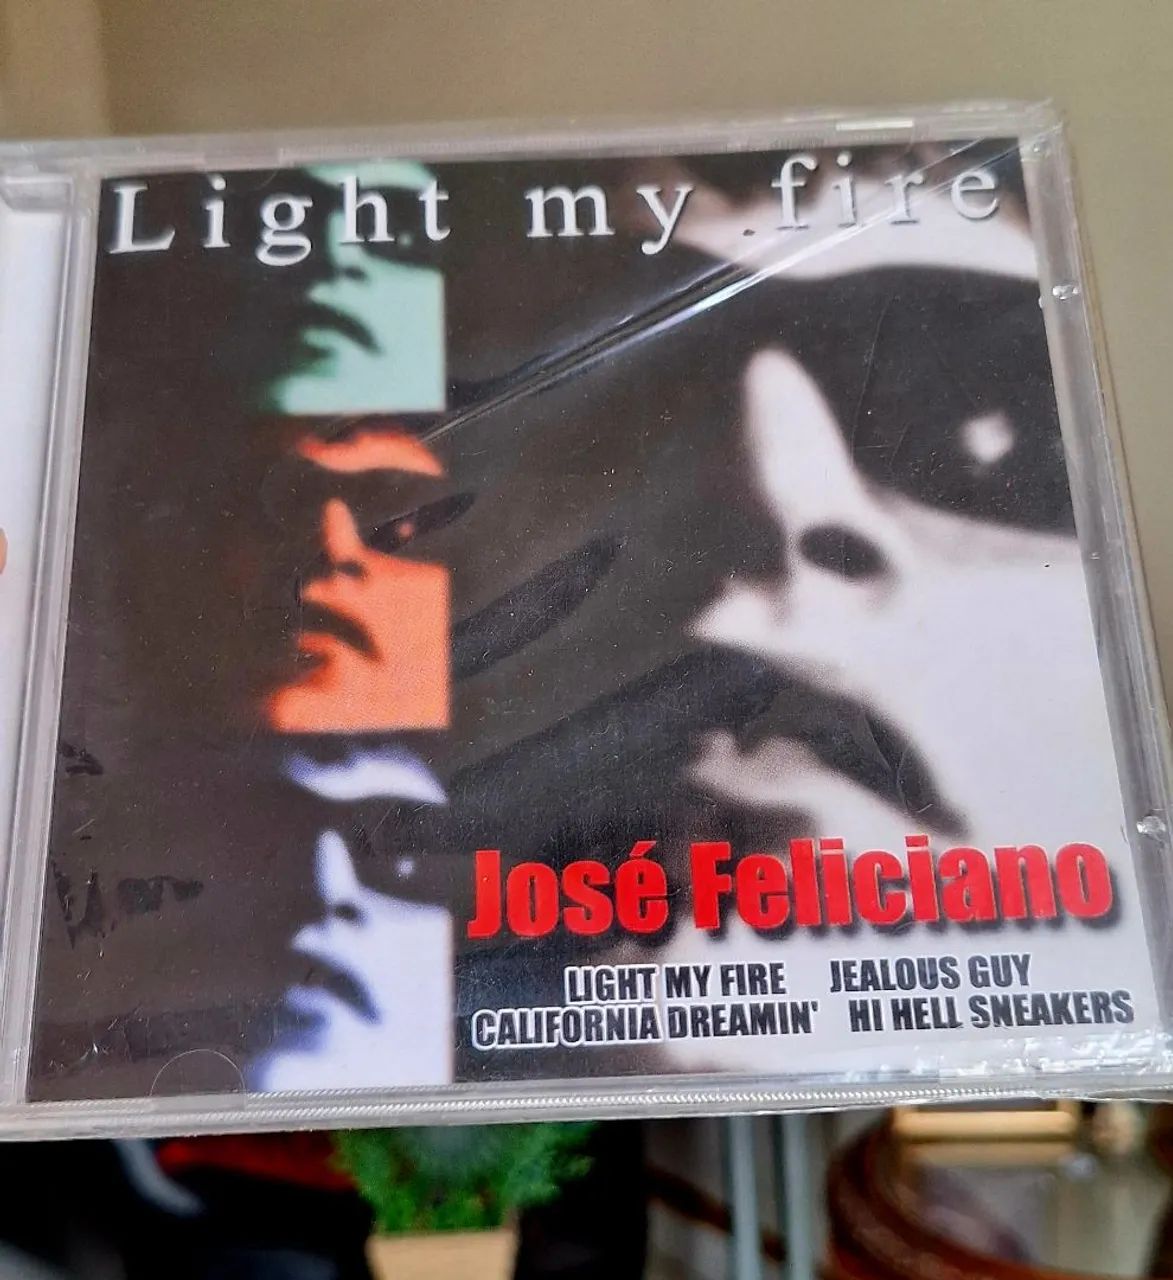 Light my fire
José Feliciano
LIGHT MY FIRE JEALOUS GUY
CALIFORNIA DREAMIN' HI HELL SNEAKERS